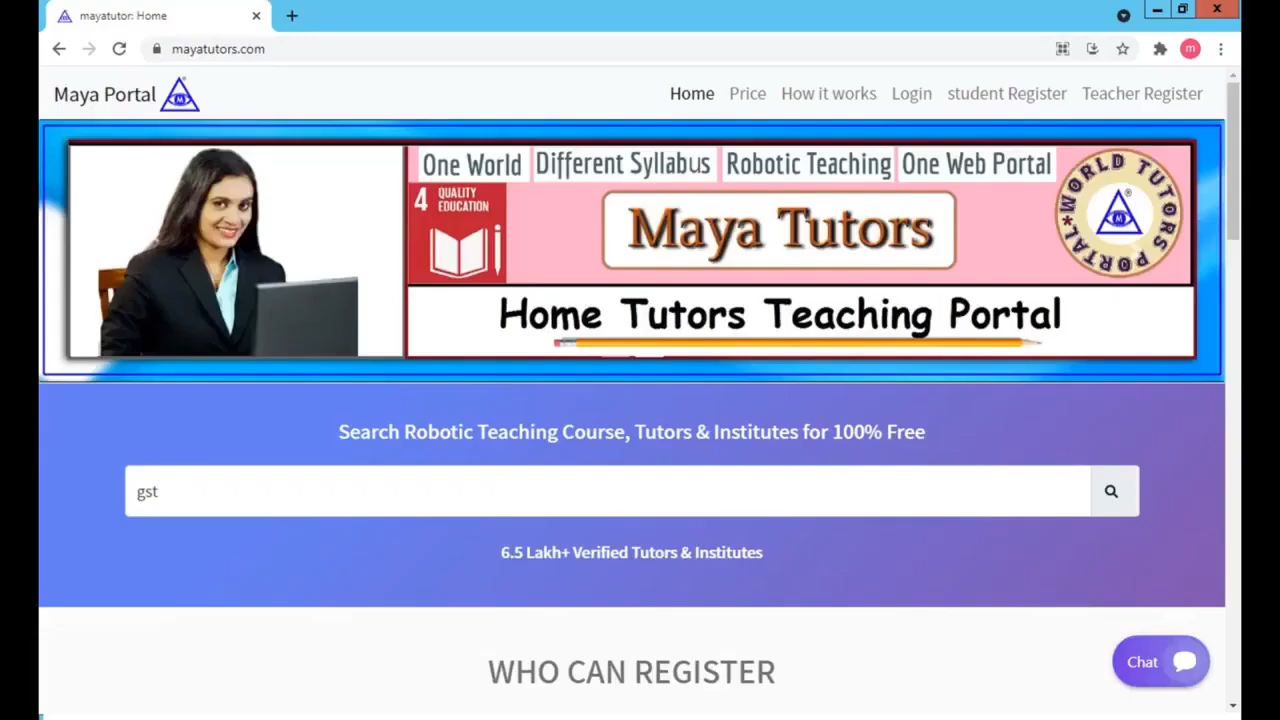 mayatutor: Home
mayatutors.com
m
Maya Portal
M
Home Price How it works Login student Register Teacher Register
One World Different Syllabus Robotic Teaching One Web Portal
4 QUALITY
EDUCATION
Maya Tutors
WORLD TUTORS PORTAL
M
Home Tutors Teaching Portal
Search Robotic Teaching Course, Tutors & Institutes for 100% Free
gst
6.5 Lakh+ Verified Tutors & Institutes
WHO CAN REGISTER
Chat